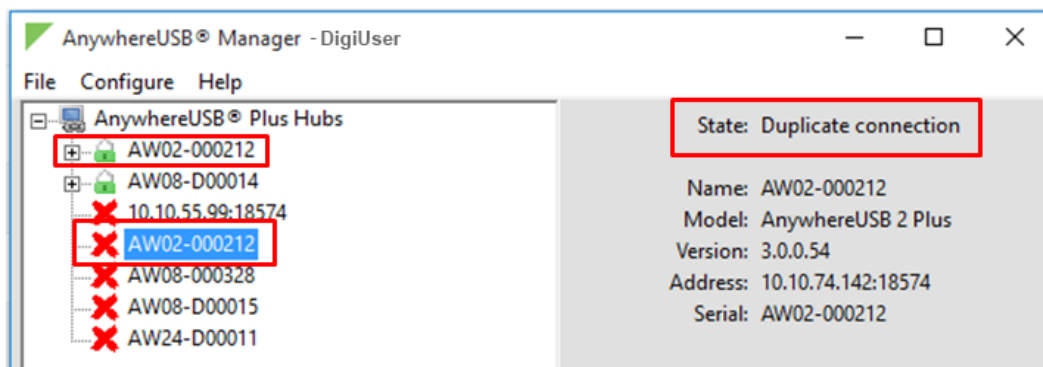 AnywhereUSB® Manager - DigiUser
File Configure Help
AnywhereUSB® Plus Hubs
AW02-000212
AW08-D00014
10.10.55.99:18574
AW02-000212
AW08-000328
AW08-D00015
AW24-D00011
State: Duplicate connection
Name: AW02-000212
Model: AnywhereUSB 2 Plus
Version: 3.0.0.54
Address: 10.10.74.142:18574
Serial: AW02-000212